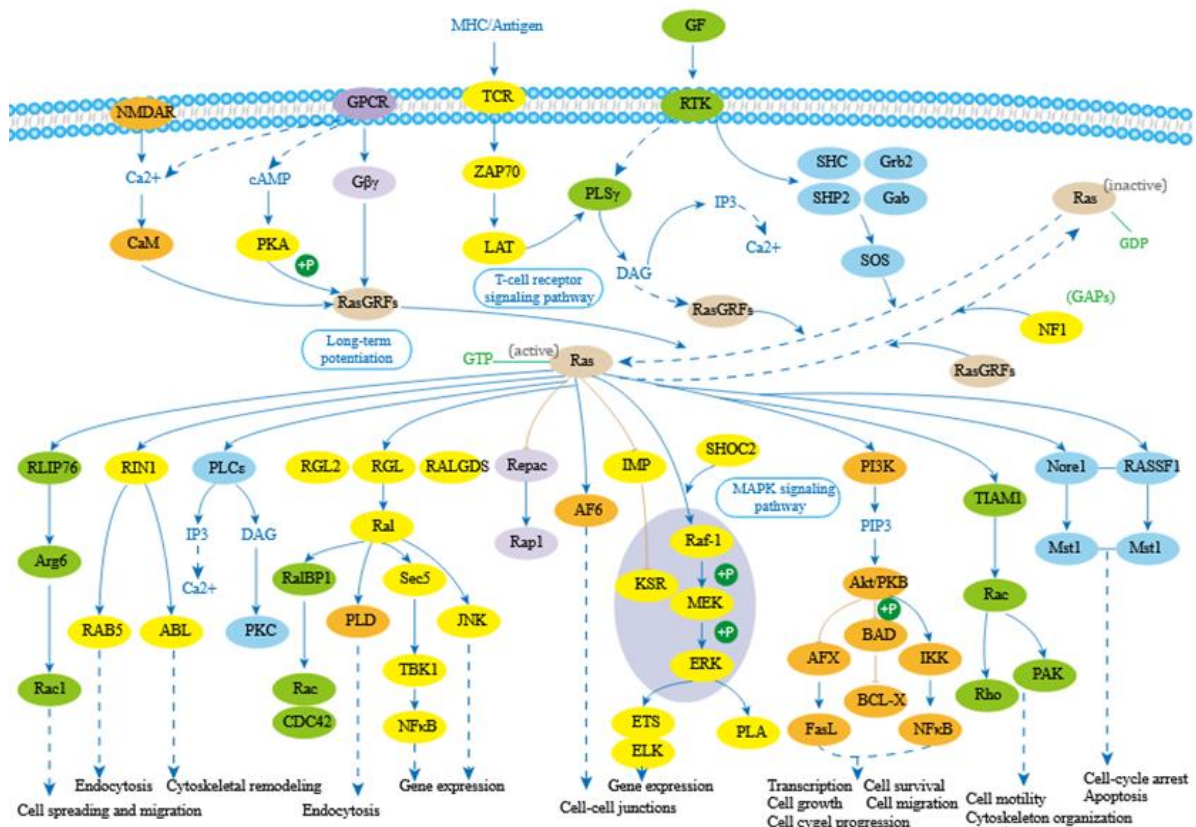 MHC/Antigen
GF
NMDAR
GPCR
TCR
RTK
Ca2+
cAMP
Gβγ
ZAP70
PLSγ
SHC
Grb2
SHP2
Gab
IP3
Ca2+
Ras
(inactive)
GDP
CaM
PKA
+P
LAT
DAG
SOS
T-cell receptor
signaling pathway
RasGRFs
RasGRFs
(GAPs)
NF1
Long-term
potentiation
GTP
(active)
Ras
RasGRFs
RLIP76
RIN1
PLCε
RGL2
RGL
RALGDS
Repac
IMP
SHOC2
PI3K
Nore1
RASSF1
MAPK signaling
pathway
TIAM1
AF6
IP3
DAG
Ral
Rap1
Raf-1
PIP3
Mst1
Mst1
Arg6
Ca2+
RalBP1
Sec5
KSR
+P
MEK
Akt/PKB
+P
Rac
RAB5
ABL
PKC
PLD
JNK
+P
BAD
AFX
IKK
ERK
TBK1
PAK
Rac1
Rac
Rho
BCL-X
CDC42
NFκB
ETS
ELK
PLA
FasL
NFκB
Endocytosis
Cytoskeletal remodeling
Gene expression
Gene expression
Cell spreading and migration
Endocytosis
Cell-cell junctions
Transcription
Cell growth
Cell cygel progression
Cell survival
Cell migration
Cell motility
Cytoskeleton organization
Cell-cycle arrest
Apoptosis